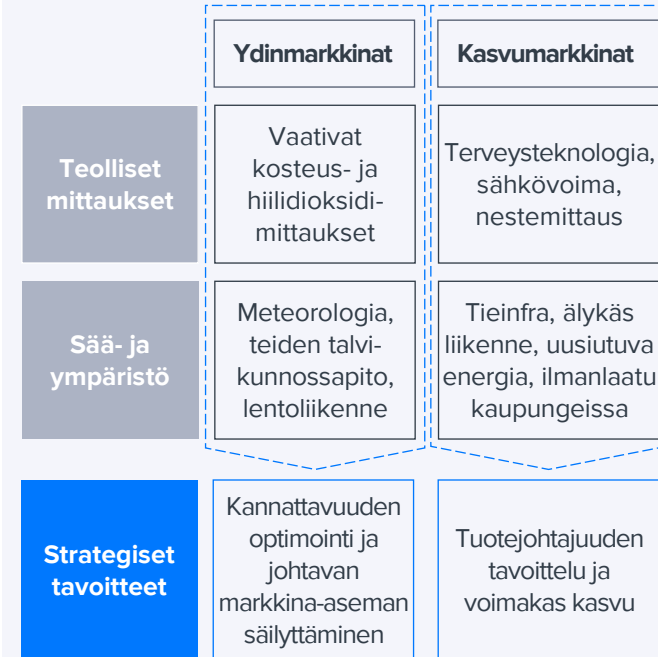 Ydinmarkkinat
Kasvumarkkinat
Teolliset
mittaukset
Vaativat
kosteus- ja
hiilidioksidi-
mittaukset
Terveysteknologia,
sähkövoima,
nestemittaus
Sää- ja
ympäristö
Meteorologia,
teiden talvi-
kunnossapito,
lentoliikenne
Tieinfra, älykäs
liikenne, uusiutuva
energia, ilmanlaatu
kaupungeissa
Strategiset
tavoitteet
Kannattavuuden
optimointi ja
johtavan
markkina-aseman
säilyttäminen
Tuotejohtajuuden
tavoittelu ja
voimakas kasvu